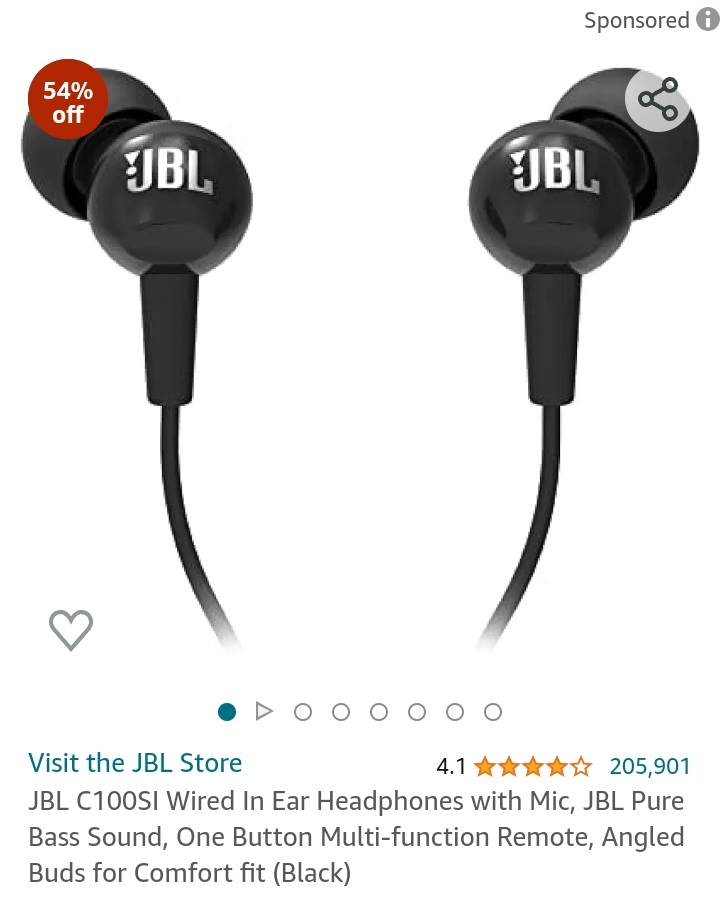 Sponsored
54%
off
JBL
JBL
Visit the JBL Store
4.1
205,901
JBL C100SI Wired In Ear Headphones with Mic, JBL Pure
Bass Sound, One Button Multi-function Remote, Angled
Buds for Comfort fit (Black)